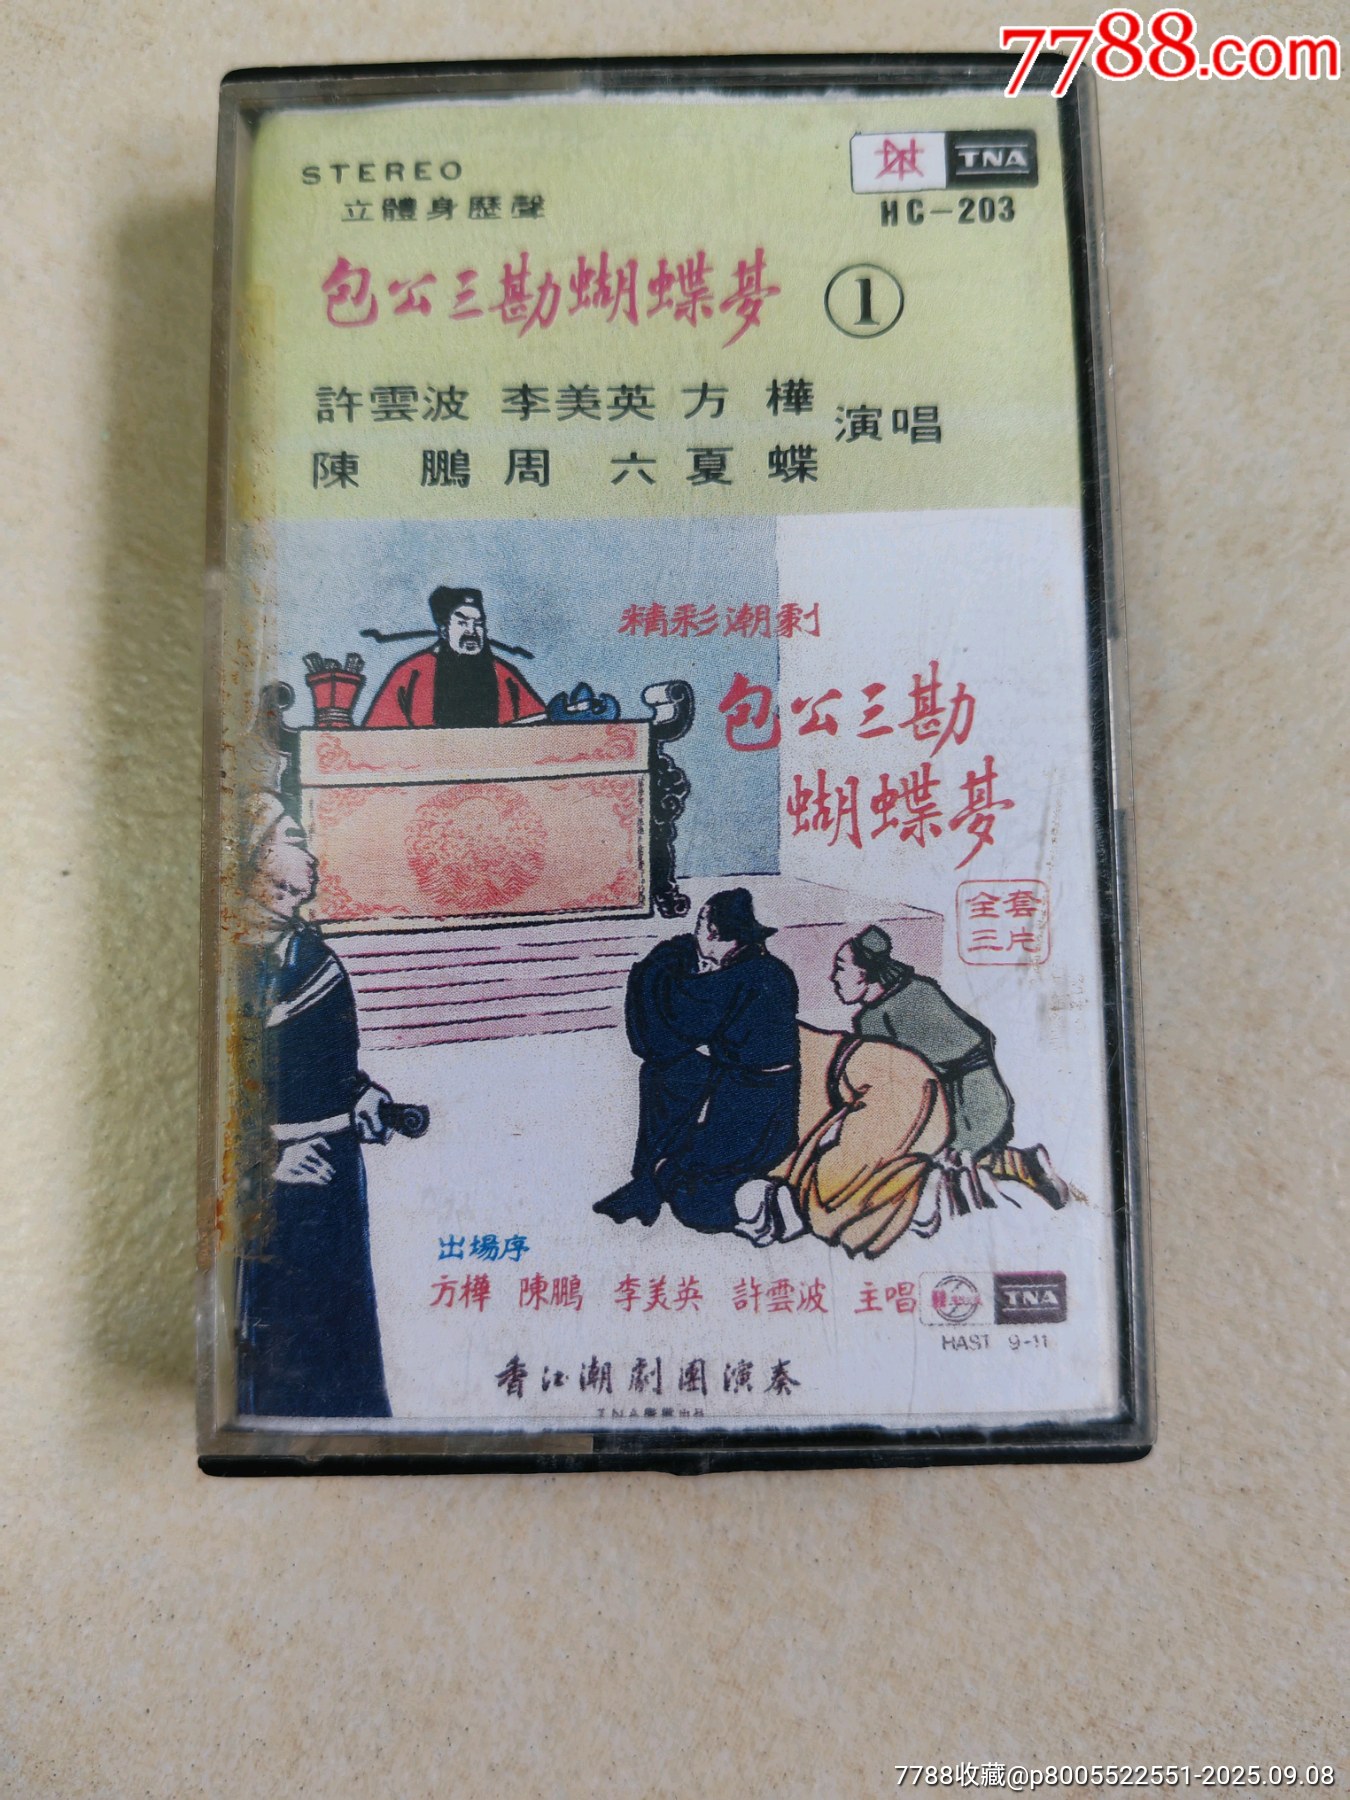 7788.com
STEREO
立體身歷聲
TNA
HC-203
包公三勘蝴蝶夢 ①
許雲波 李美英 方樺
陳鵬 周六 夏蝶
演唱
精彩潮劇
包公三勘
蝴蝶夢
全套
三片
出場序
方樺 陳鵬 李美英 許雲波 主唱
TNA
HAST 9-11
香江潮劇團演奏
7788收藏@p8005522551-2025.09.08